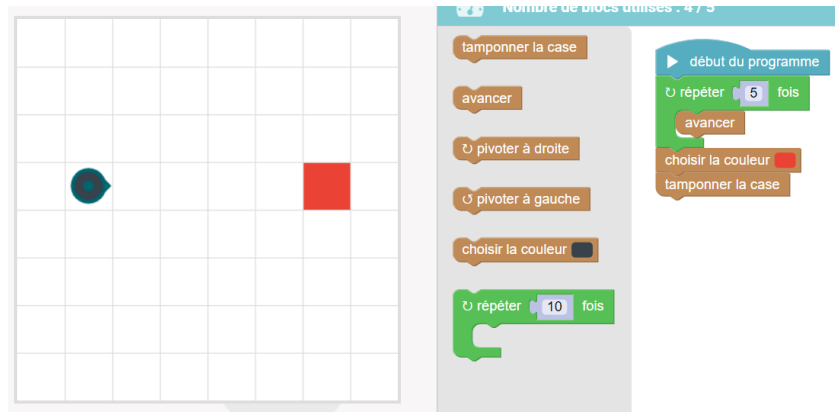 Nombre de blocs utilisés : 4 / 5
tamponner la case
avancer
pivoter à droite
pivoter à gauche
choisir la couleur
répéter 10 fois
début du programme
répéter 5 fois
avancer
choisir la couleur
tamponner la case